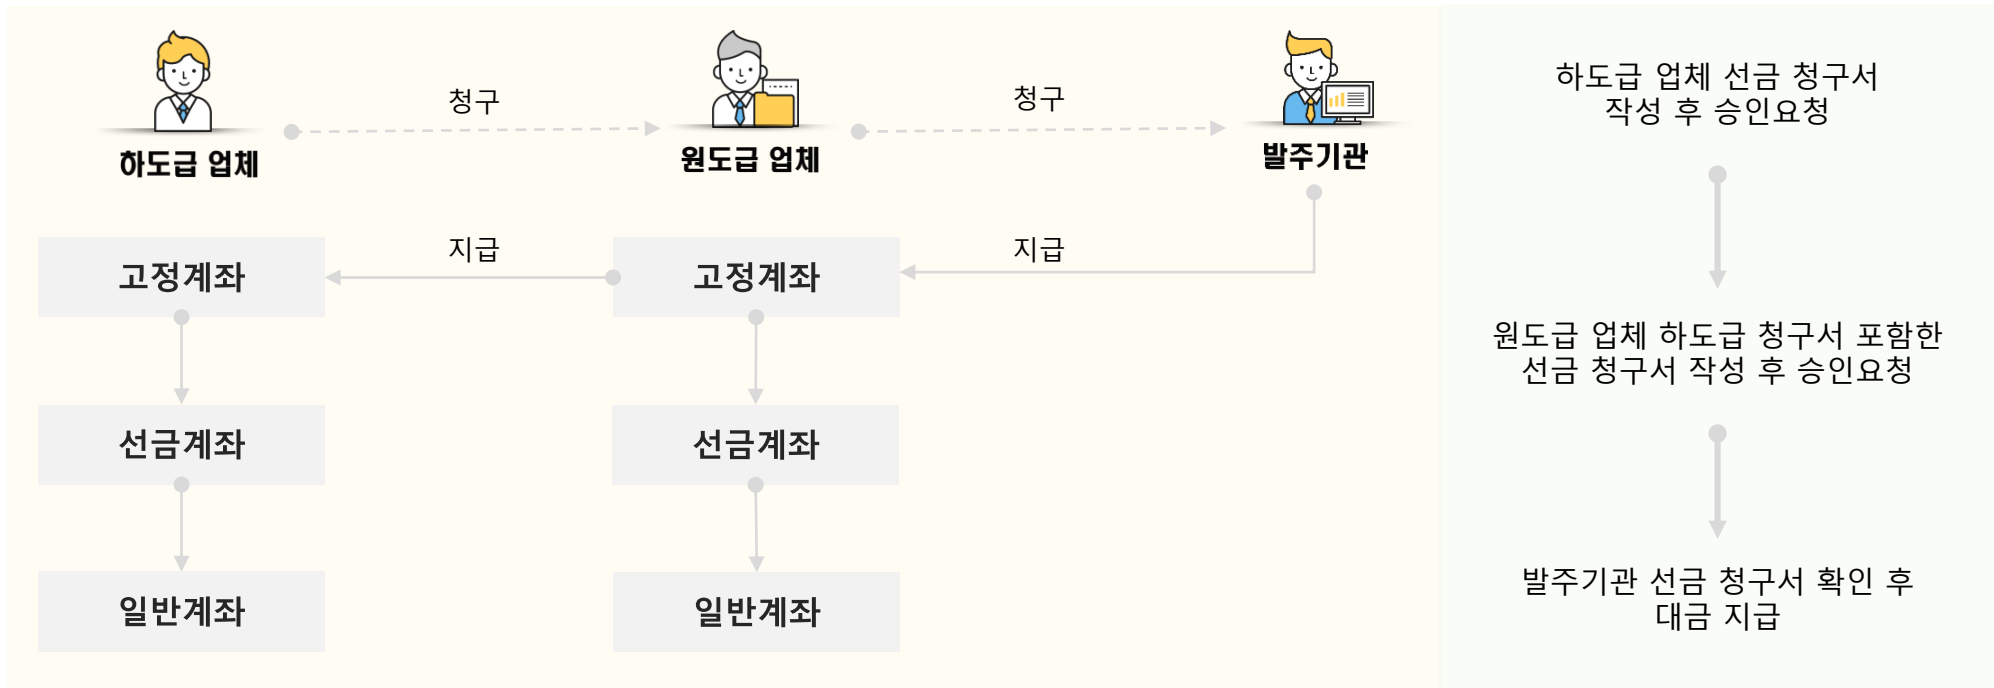 청구
청구
하도급 업체
원도급 업체
발주기관
지급
지급
고정계좌
고정계좌
선금계좌
선금계좌
일반계좌
일반계좌
하도급 업체 선금 청구서
작성 후 승인요청
원도급 업체 하도급 청구서 포함한
선금 청구서 작성 후 승인요청
발주기관 선금 청구서 확인 후
대금 지급